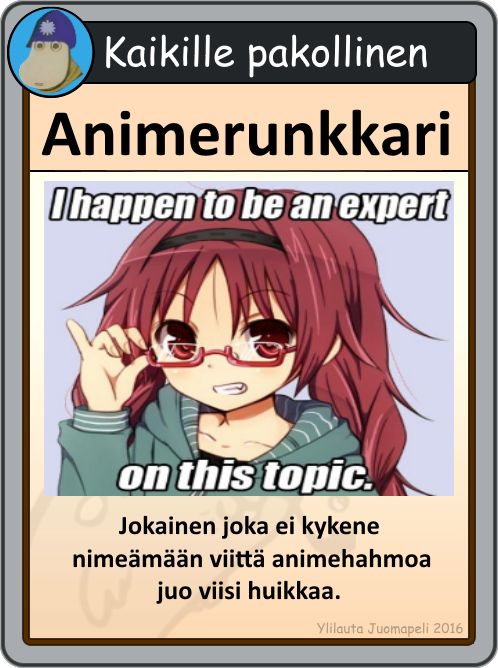 Kaikille pakollinen
Animerunkkari
I happen to be an expert
on this topic.
Jokainen joka ei kykene
nimeämään viittä animehahmoa
juo viisi huikkaa.
Ylilauta Juomapeli 2016